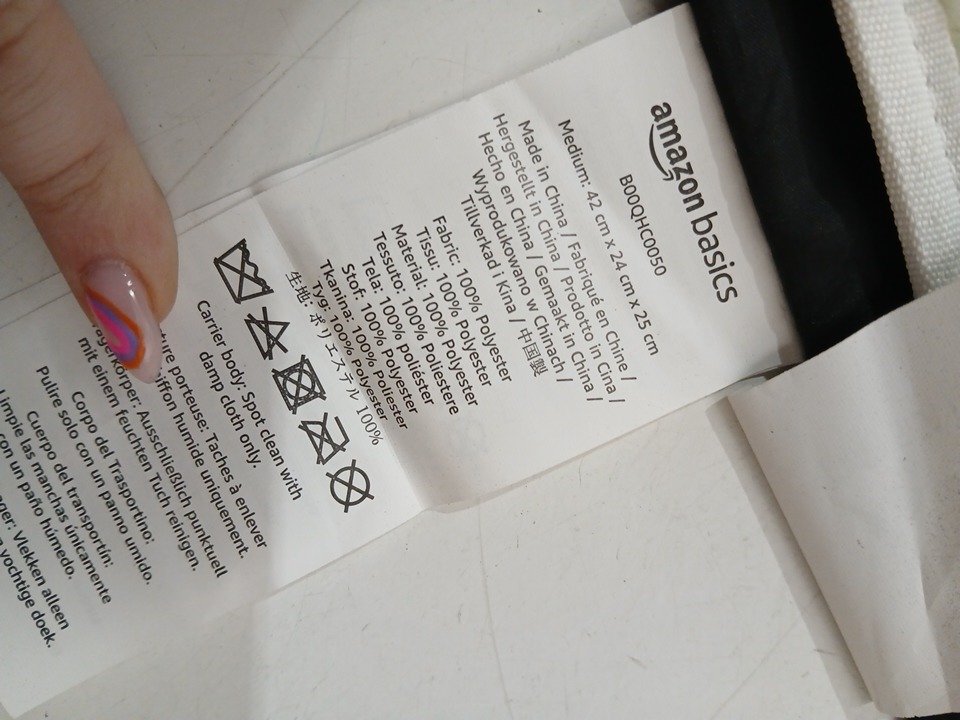 amazon basics
B00QHC0050
Medium: 42 cm x 24 cm x 25 cm
Made in China / Fabriqué en Chine /
Hergestellt in China / Prodotto in Cina /
Hecho en China / Gemaakt in China /
Wyprodukowano w Chinach /
Tillverkad i Kina / 中国製
Fabric: 100% Polyester
Tissu: 100% Polyester
Material: 100% Polyester
Tessuto: 100% Poliestere
Tela: 100% poliéster
Stof: 100% Polyester
Tkanina: 100% Poliester
Tyg: 100% Polyester
生地: ポリエステル 100%
Carrier body: Spot clean with
damp cloth only.
porteuse: Taches à enlever
chiffon humide uniquement.
Ausschließlich punktuell
mit einem feuchten Tuch reinigen.
Corpo del Trasportino:
Pulire solo con un panno umido.
Cuerpo del transportín:
Limpie las manchas únicamente
con un paño húmedo.
Vlekken alleen
vochtige doek.